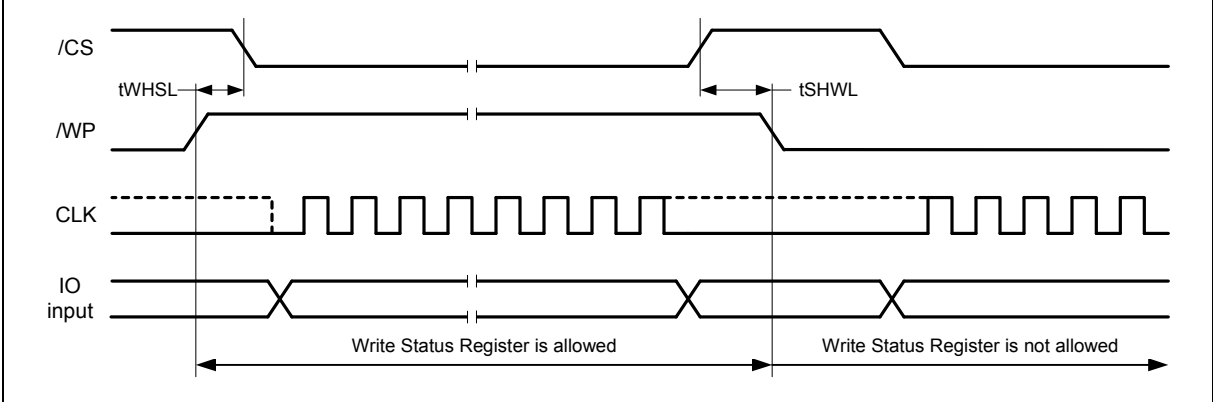 /CS
tWHSL
tSHWL
/WP
CLK
IO
input
Write Status Register is allowed
Write Status Register is not allowed